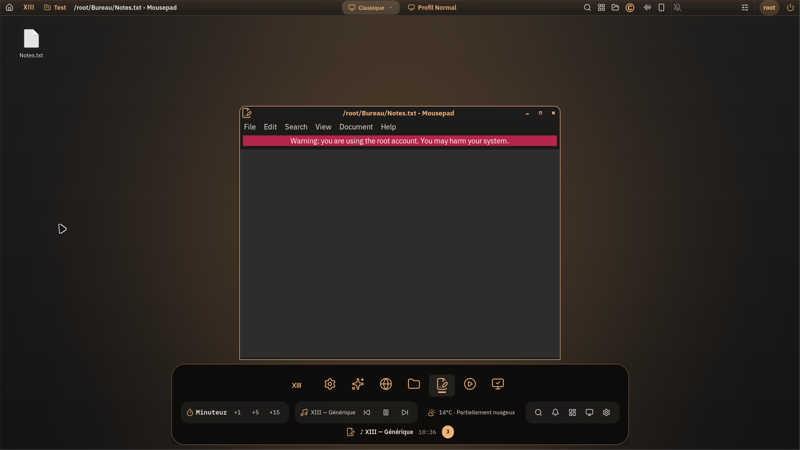 XIII Test /root/Bureau/Notes.txt - Mousepad Classique Profil Normal root
Notes.txt
/root/Bureau/Notes.txt - Mousepad
File Edit Search View Document Help
Warning: you are using the root account. You may harm your system.
XIII
Minuteur +1 +5 +15 XIII — Générique 14°C · Partiellement nuageux
♪ XIII — Générique 10:36 3